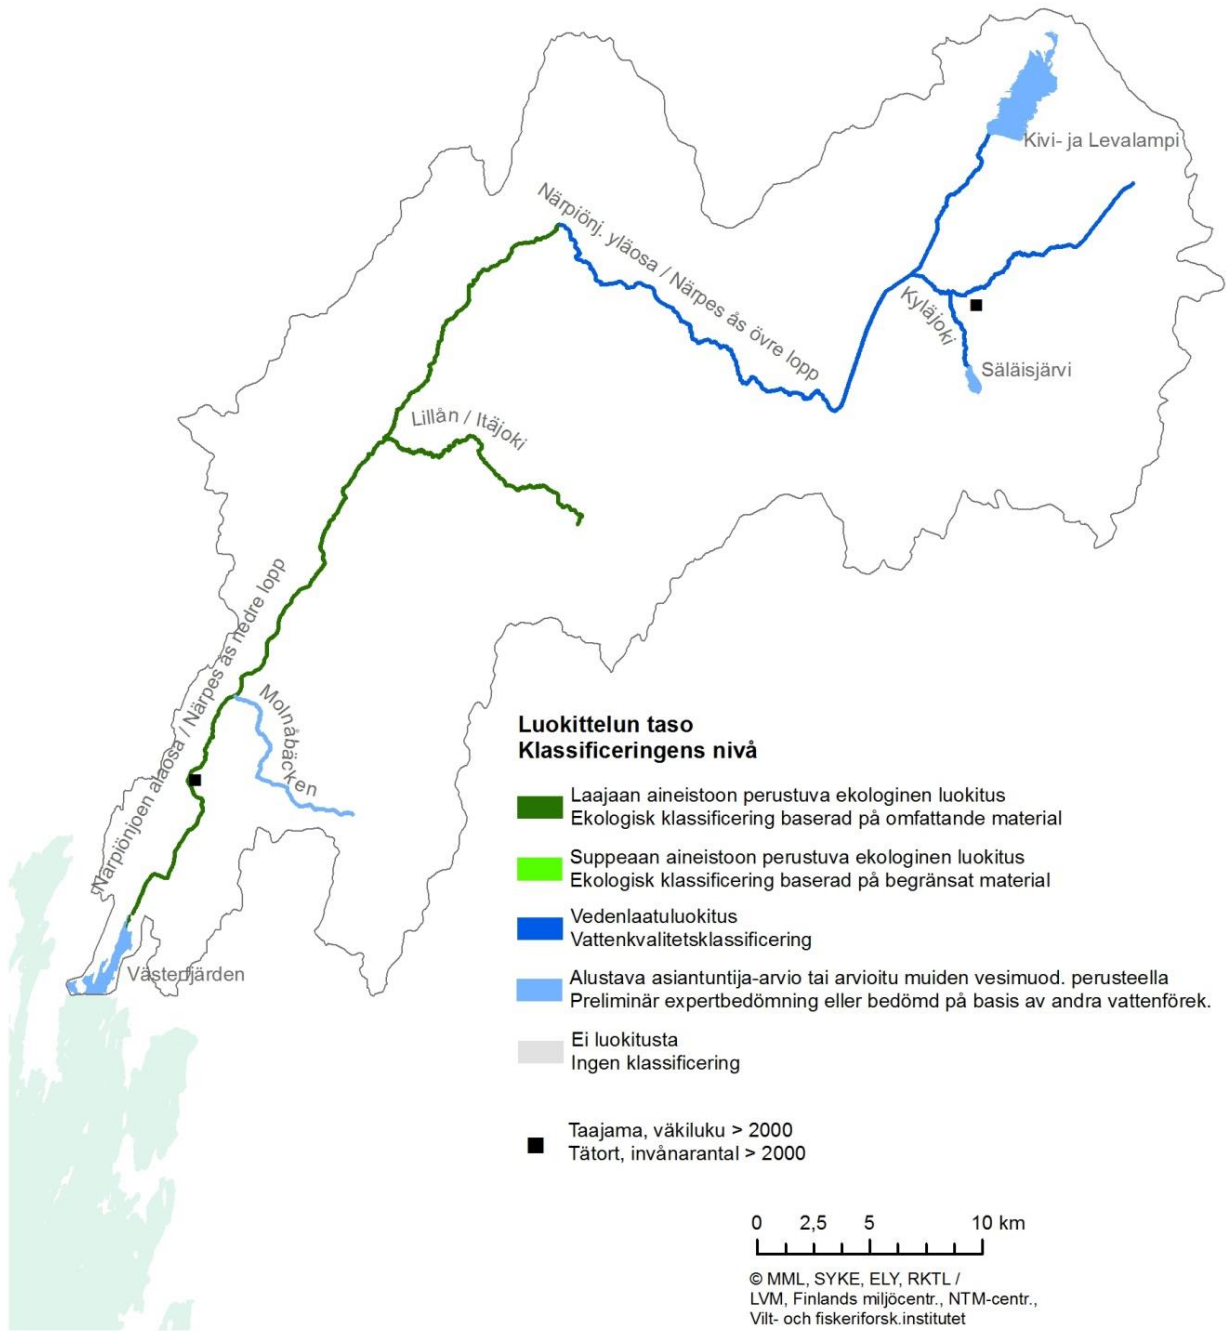 Kivi- ja Levalampi
Närpiönj. yläosa / Närpes ås övre lopp
Kyläjoki
Säläisjärvi
Lillån / Itäjoki
Närpiönjoen alaosa / Närpes ås nedre lopp
Molnåbäcken
Västerfjärden
Luokittelun taso
Klassificeringens nivå
Laajaan aineistoon perustuva ekologinen luokitus
Ekologisk klassificering baserad på omfattande material
Suppeaan aineistoon perustuva ekologinen luokitus
Ekologisk klassificering baserad på begränsat material
Vedenlaatuluokitus
Vattenkvalitetsklassificering
Alustava asiantuntija-arvio tai arvioitu muiden vesimuod. perusteella
Preliminär expertbedömning eller bedömd på basis av andra vattenförek.
Ei luokitusta
Ingen klassificering
Taajama, väkiluku > 2000
Tätort, invånarantal > 2000
0 2,5 5 10 km
© MML, SYKE, ELY, RKTL /
LVM, Finlands miljöcentr., NTM-centr.,
Vilt- och fiskeriforsk.institutet